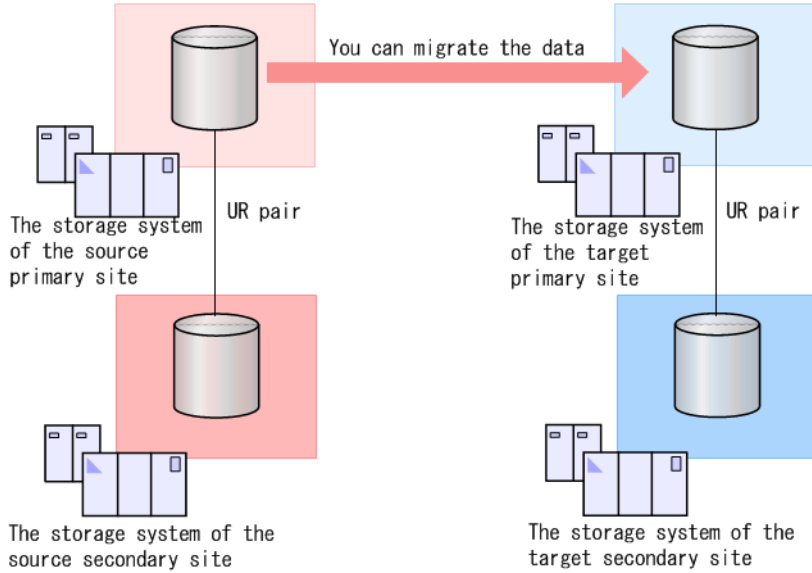 You can migrate the data
UR pair
UR pair
The storage system
of the source
primary site
The storage system
of the target
primary site
The storage system of the
source secondary site
The storage system of the
target secondary site